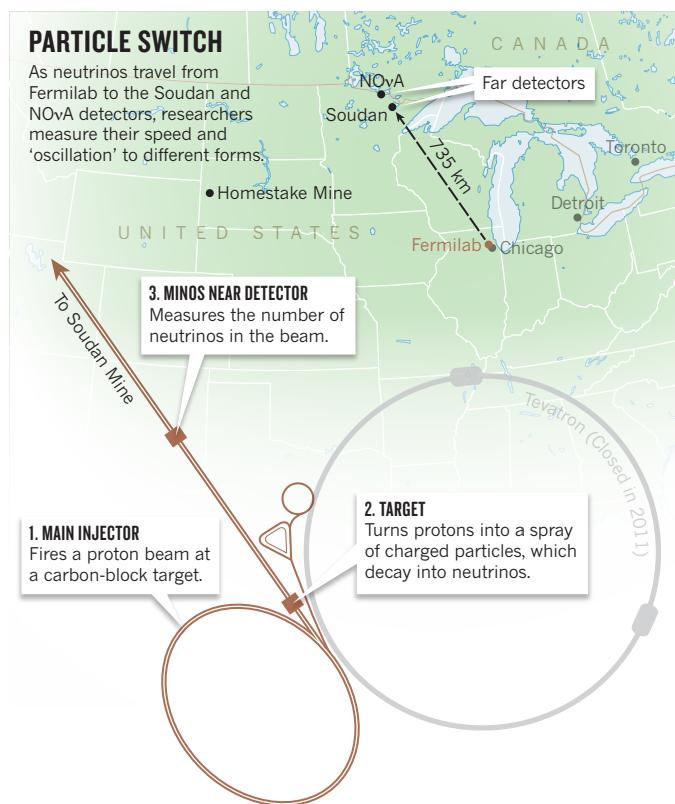 PARTICLE SWITCH
As neutrinos travel from
Fermilab to the Soudan and
NOνA detectors, researchers
measure their speed and
‘oscillation’ to different forms.
CANADA
NOνA
Far detectors
Soudan
735 km
Toronto
Homestake Mine
Detroit
UNITED STATES
Fermilab
Chicago
To Soudan Mine
3. MINOS NEAR DETECTOR
Measures the number of
neutrinos in the beam.
Tevatron (Closed in 2011)
2. TARGET
Turns protons into a spray
of charged particles, which
decay into neutrinos.
1. MAIN INJECTOR
Fires a proton beam at
a carbon-block target.